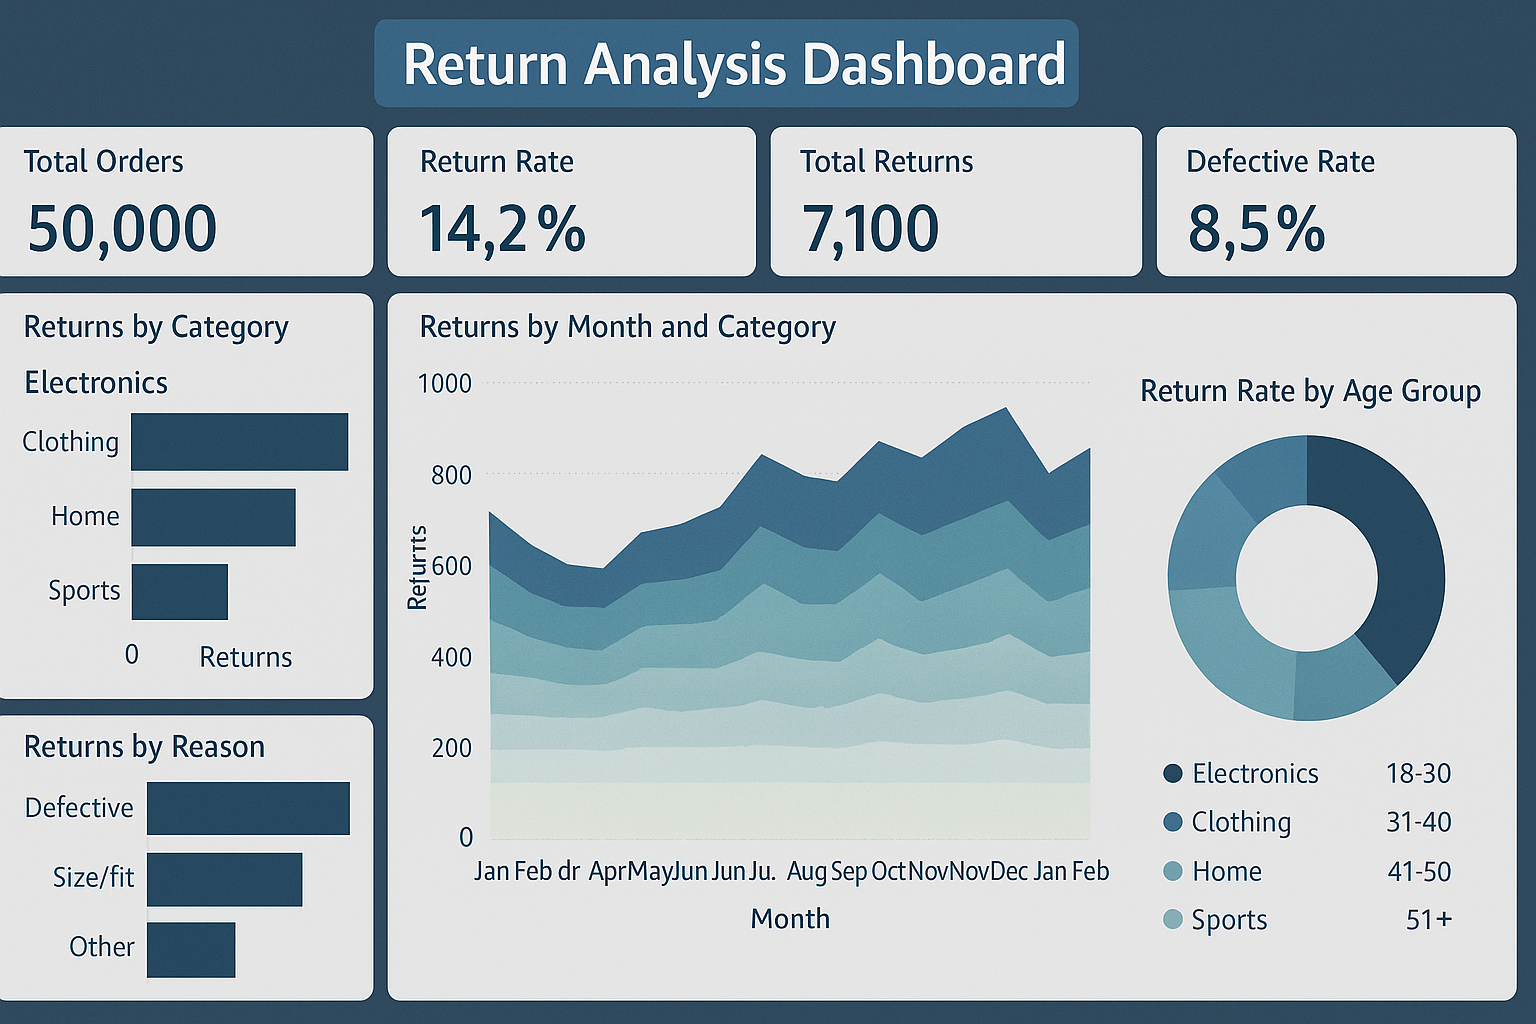 Return Analysis Dashboard
Total Orders
50,000
Return Rate
14,2%
Total Returns
7,100
Defective Rate
8,5%
Returns by Category
Electronics
Clothing
Home
Sports
0 Returns
Returns by Reason
Defective
Size/fit
Other
Returns by Month and Category
1000
800
600
400
200
0
Jan Feb dr Apr May Jun Jun Ju. Aug Sep Oct Nov Nov Dec Jan Feb
Month
Return Rate by Age Group
Electronics 18-30
Clothing 31-40
Home 41-50
Sports 51+